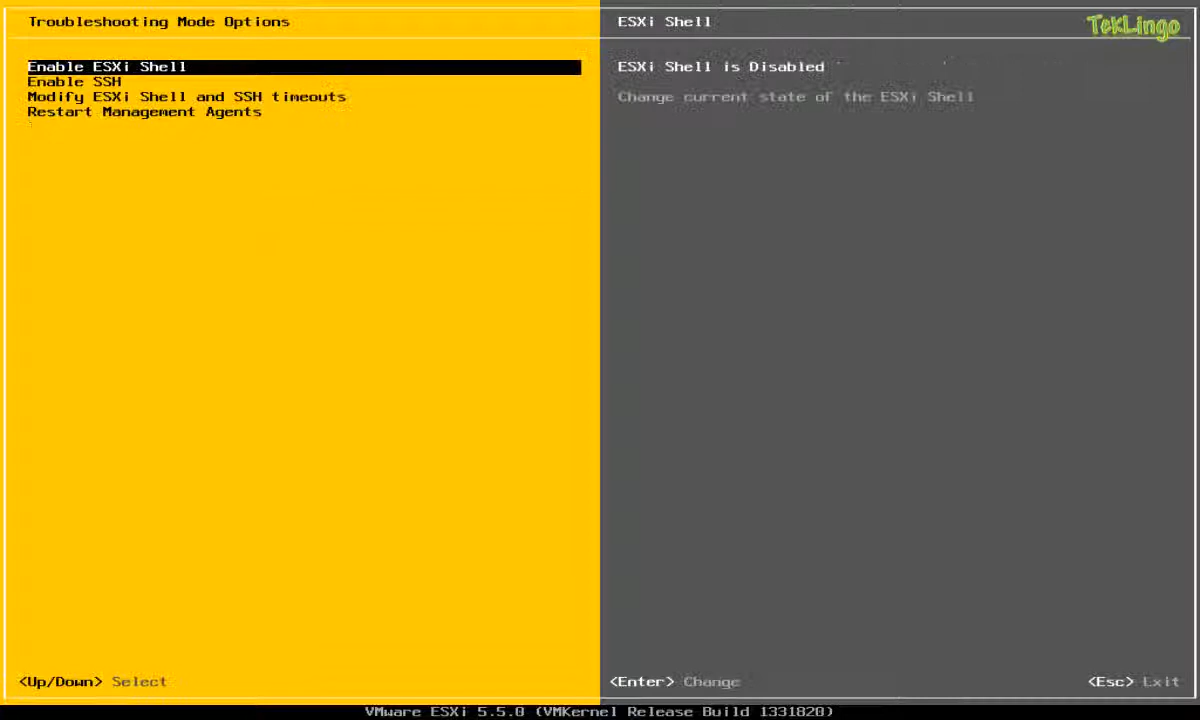 Troubleshooting Mode Options
Enable ESXi Shell
Enable SSH
Modify ESXi Shell and SSH timeouts
Restart Management Agents
<Up/Down> Select
ESXi Shell
TekLingo
ESXi Shell is Disabled
Change current state of the ESXi Shell
<Enter> Change
<Esc> Exit
VMware ESXi 5.5.0 (VMKernel Release Build 1331820)